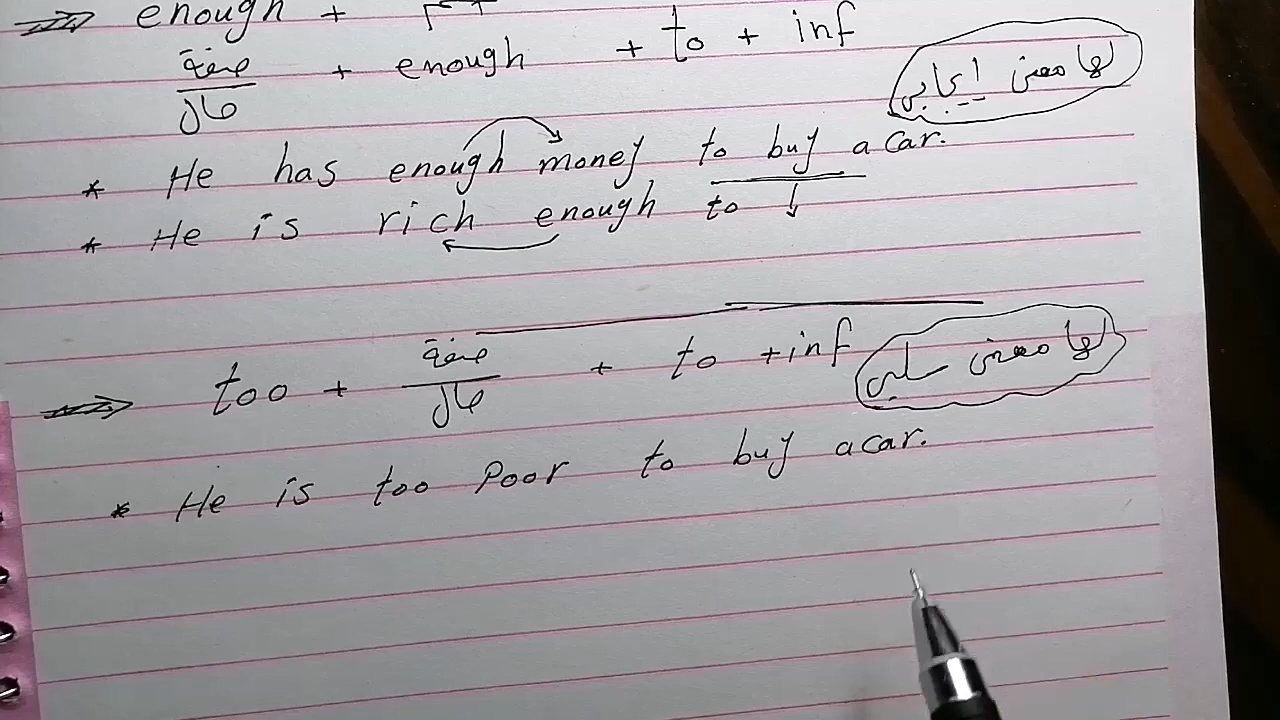 enough +
صفة + enough + to + inf
حال
لها معنى إيجابي
* He has enough money to buy a car.
* He is rich enough to
too + صفة + to + inf
حال
لها معنى سلبي
* He is too Poor to buy a car.